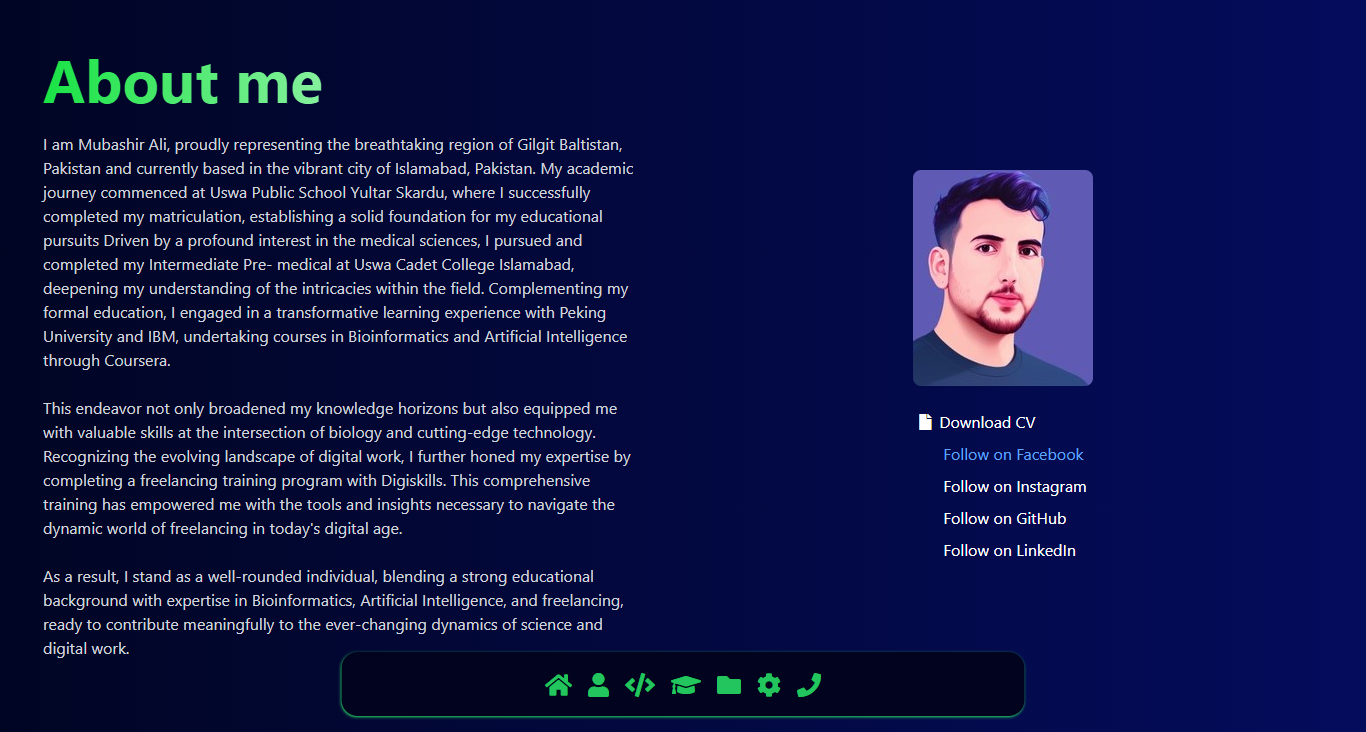 About me
I am Mubashir Ali, proudly representing the breathtaking region of Gilgit Baltistan,
Pakistan and currently based in the vibrant city of Islamabad, Pakistan. My academic
journey commenced at Uswa Public School Yultar Skardu, where I successfully
completed my matriculation, establishing a solid foundation for my educational
pursuits Driven by a profound interest in the medical sciences, I pursued and
completed my Intermediate Pre- medical at Uswa Cadet College Islamabad,
deepening my understanding of the intricacies within the field. Complementing my
formal education, I engaged in a transformative learning experience with Peking
University and IBM, undertaking courses in Bioinformatics and Artificial Intelligence
through Coursera.
This endeavor not only broadened my knowledge horizons but also equipped me
with valuable skills at the intersection of biology and cutting-edge technology.
Recognizing the evolving landscape of digital work, I further honed my expertise by
completing a freelancing training program with Digiskills. This comprehensive
training has empowered me with the tools and insights necessary to navigate the
dynamic world of freelancing in today's digital age.
As a result, I stand as a well-rounded individual, blending a strong educational
background with expertise in Bioinformatics, Artificial Intelligence, and freelancing,
ready to contribute meaningfully to the ever-changing dynamics of science and
digital work.
Download CV
Follow on Facebook
Follow on Instagram
Follow on GitHub
Follow on LinkedIn